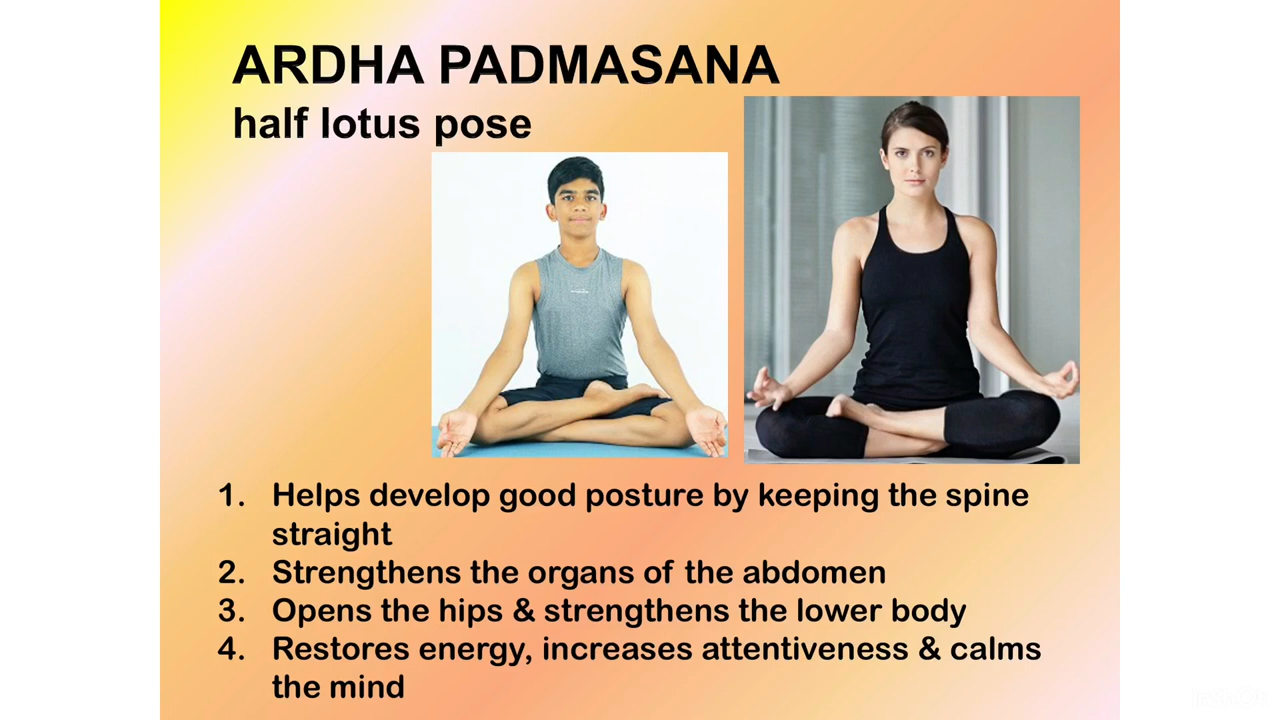 ARDHA PADMASANA
half lotus pose
1. Helps develop good posture by keeping the spine
straight
2. Strengthens the organs of the abdomen
3. Opens the hips & strengthens the lower body
4. Restores energy, increases attentiveness & calms
the mind